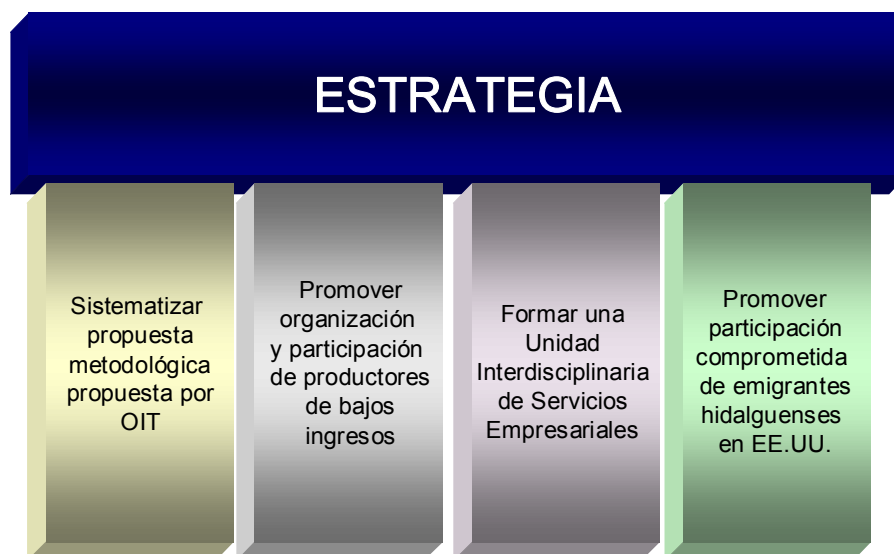 ESTRATEGIA
Sistematizar
propuesta
metodológica
propuesta por
OIT
Promover
organización
y participación
de productores
de bajos
ingresos
Formar una
Unidad
Interdisciplinaria
de Servicios
Empresariales
Promover
participación
comprometida
de emigrantes
hidalguenses
en EE.UU.